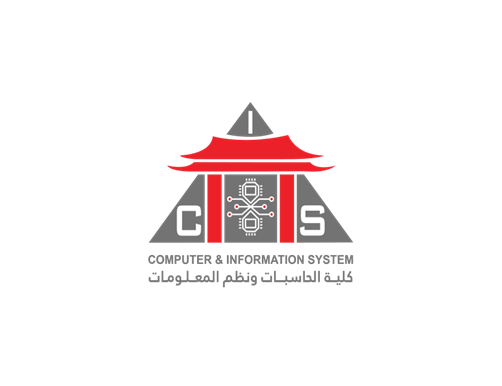 I
C S
COMPUTER & INFORMATION SYSTEM
كلية الحاسبات ونظم المعلومات